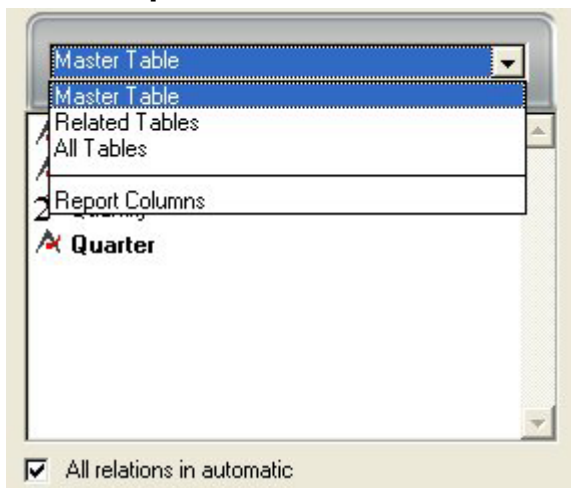 Master Table
Master Table
Related Tables
All Tables
Report Columns
Quarter
All relations in automatic